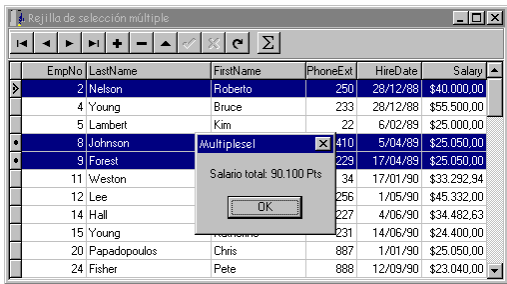 Rejilla de selección múltiple
Σ
EmpNo LastName FirstName PhoneExt HireDate Salary
2 Nelson Roberto 250 28/12/88 $40.000,00
4 Young Bruce 233 28/12/88 $55.500,00
5 Lambert Kim 22 6/02/89 $25.000,00
8 Johnson 410 5/04/89 $25.050,00
9 Forest 229 17/04/89 $25.050,00
11 Weston 34 17/01/90 $33.292,94
12 Lee 256 1/05/90 $45.332,00
14 Hall 227 4/06/90 $34.482,63
15 Young 231 14/06/90 $24.400,00
20 Papadopoulos Chris 887 1/01/90 $25.050,00
24 Fisher Pete 888 12/09/90 $23.040,00
Multiplesel
Salario total: 90.100 Pts
OK